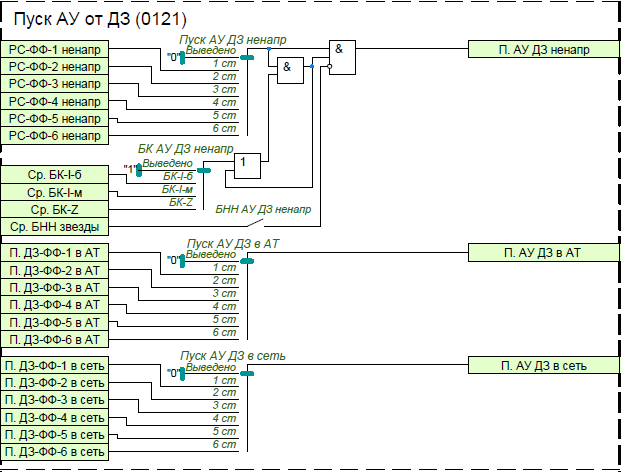 Пуск АУ от ДЗ (0121)
Пуск АУ ДЗ ненапр
РС-ФФ-1 ненапр
"0"
Выведено
&
П. АУ ДЗ ненапр
РС-ФФ-2 ненапр
1 ст
&
РС-ФФ-3 ненапр
2 ст
РС-ФФ-4 ненапр
3 ст
РС-ФФ-5 ненапр
4 ст
РС-ФФ-6 ненапр
5 ст
6 ст
БК АУ ДЗ ненапр
"1"
Выведено
1
Ср. БК-I-б
БК-I-б
Ср. БК-I-м
БК-I-м
Ср. БК-Z
БК-Z
БНН АУ ДЗ ненапр
Ср. БНН звезды
Пуск АУ ДЗ в АТ
П. ДЗ-ФФ-1 в АТ
"0"
Выведено
П. АУ ДЗ в АТ
П. ДЗ-ФФ-2 в АТ
1 ст
П. ДЗ-ФФ-3 в АТ
2 ст
П. ДЗ-ФФ-4 в АТ
3 ст
П. ДЗ-ФФ-5 в АТ
4 ст
П. ДЗ-ФФ-6 в АТ
5 ст
6 ст
Пуск АУ ДЗ в сеть
П. ДЗ-ФФ-1 в сеть
"0"
Выведено
П. АУ ДЗ в сеть
П. ДЗ-ФФ-2 в сеть
1 ст
П. ДЗ-ФФ-3 в сеть
2 ст
П. ДЗ-ФФ-4 в сеть
3 ст
П. ДЗ-ФФ-5 в сеть
4 ст
П. ДЗ-ФФ-6 в сеть
5 ст
6 ст